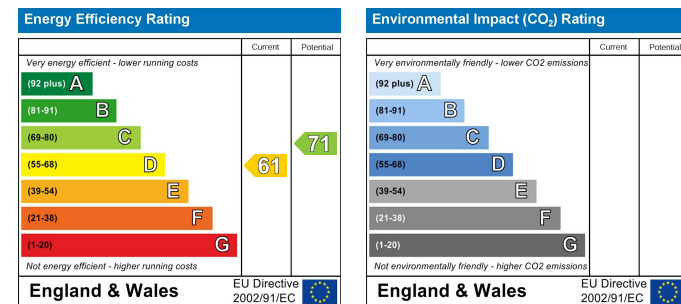 Energy Efficiency Rating
Current Potential
Very energy efficient - lower running costs
(92 plus) A
(81-91) B
(69-80) C
(55-68) D
(39-54) E
(21-38) F
(1-20) G
61
71
Not energy efficient - higher running costs
England & Wales
EU Directive
2002/91/EC
Environmental Impact (CO₂) Rating
Current Potential
Very environmentally friendly - lower CO2 emissions
(92 plus) A
(81-91) B
(69-80) C
(55-68) D
(39-54) E
(21-38) F
(1-20) G
Not environmentally friendly - higher CO2 emissions
England & Wales
EU Directive
2002/91/EC